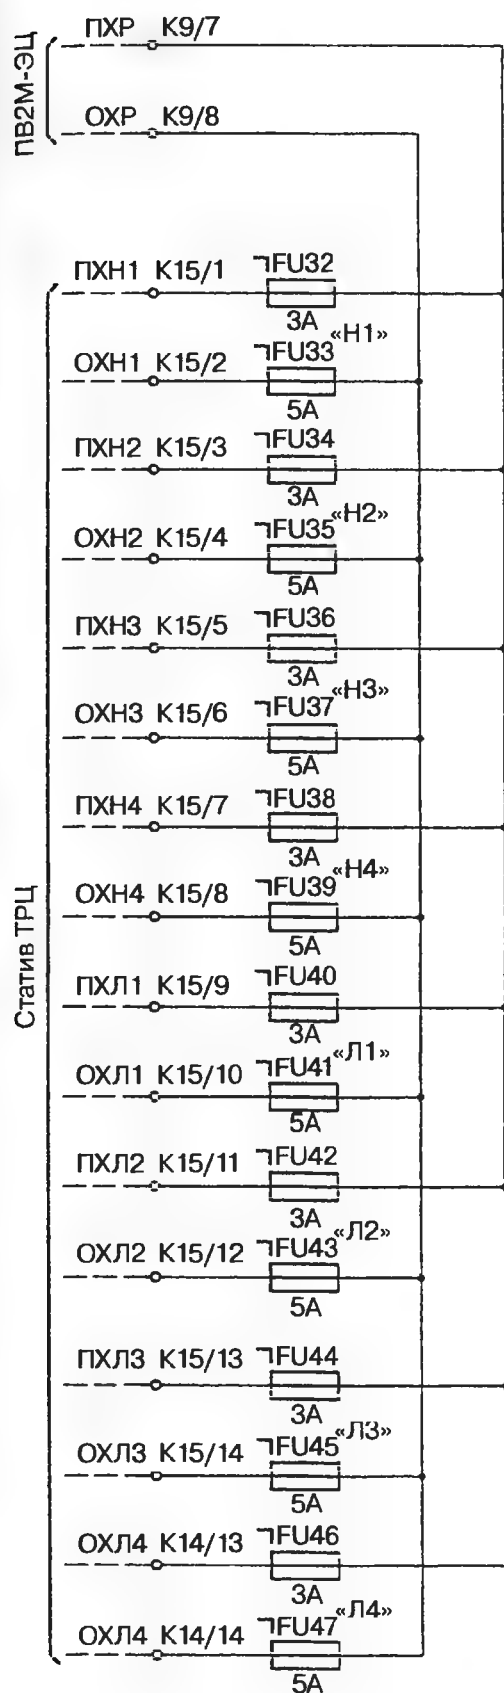 ПВ2М-ЭЦ
ПХР К9/7
ОХР К9/8
Статив ТРЦ
ПХН1 К15/1 FU32
3А «Н1»
ОХН1 К15/2 FU33
5А
ПХН2 К15/3 FU34
3А «Н2»
ОХН2 К15/4 FU35
5А
ПХН3 К15/5 FU36
3А «Н3»
ОХН3 К15/6 FU37
5А
ПХН4 К15/7 FU38
3А «Н4»
ОХН4 К15/8 FU39
5А
ПХЛ1 К15/9 FU40
3А «Л1»
ОХЛ1 К15/10 FU41
5А
ПХЛ2 К15/11 FU42
3А «Л2»
ОХЛ2 К15/12 FU43
5А
ПХЛ3 К15/13 FU44
3А «Л3»
ОХЛ3 К15/14 FU45
5А
ОХЛ4 К14/13 FU46
3А «Л4»
ОХЛ4 К14/14 FU47
5А